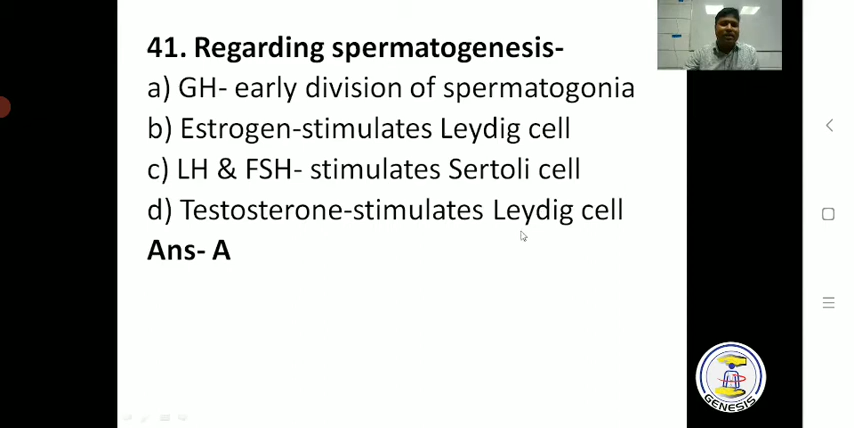 41. Regarding spermatogenesis-
a) GH- early division of spermatogonia
b) Estrogen-stimulates Leydig cell
c) LH & FSH- stimulates Sertoli cell
d) Testosterone-stimulates Leydig cell
Ans- A
GENESIS